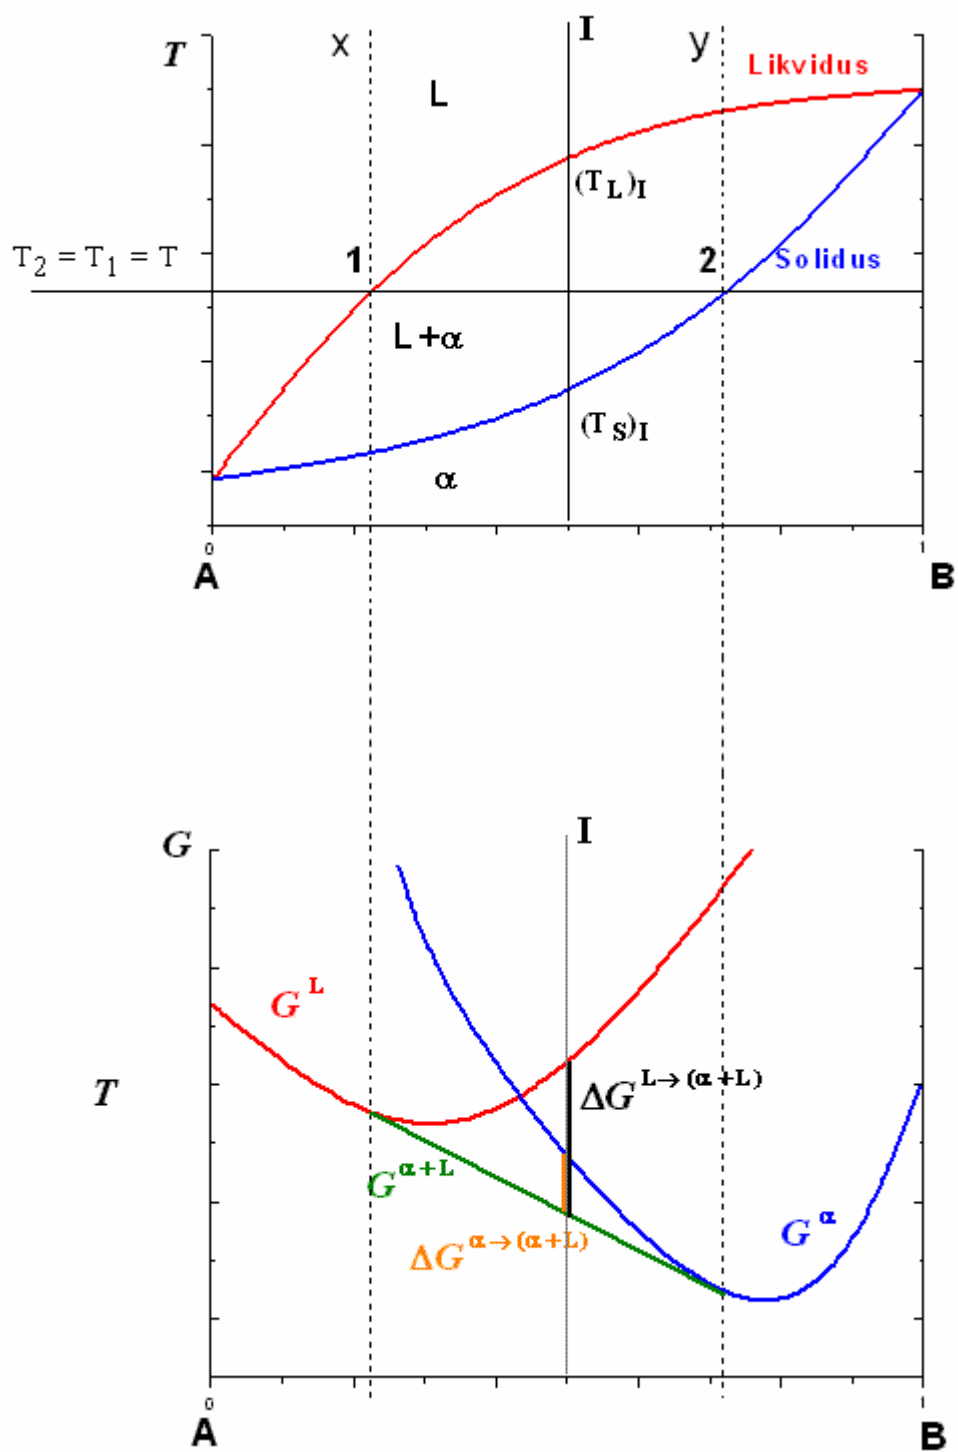 x
I
y
T
Likvidus
L
(T_L)_I
T_2 = T_1 = T
1
2
Solidus
L+α
(T_S)_I
α
0
1
A
B
I
G
G^L
T
ΔG^{L→(α+L)}
G^{α+L}
G^α
ΔG^{α→(α+L)}
0
1
A
B